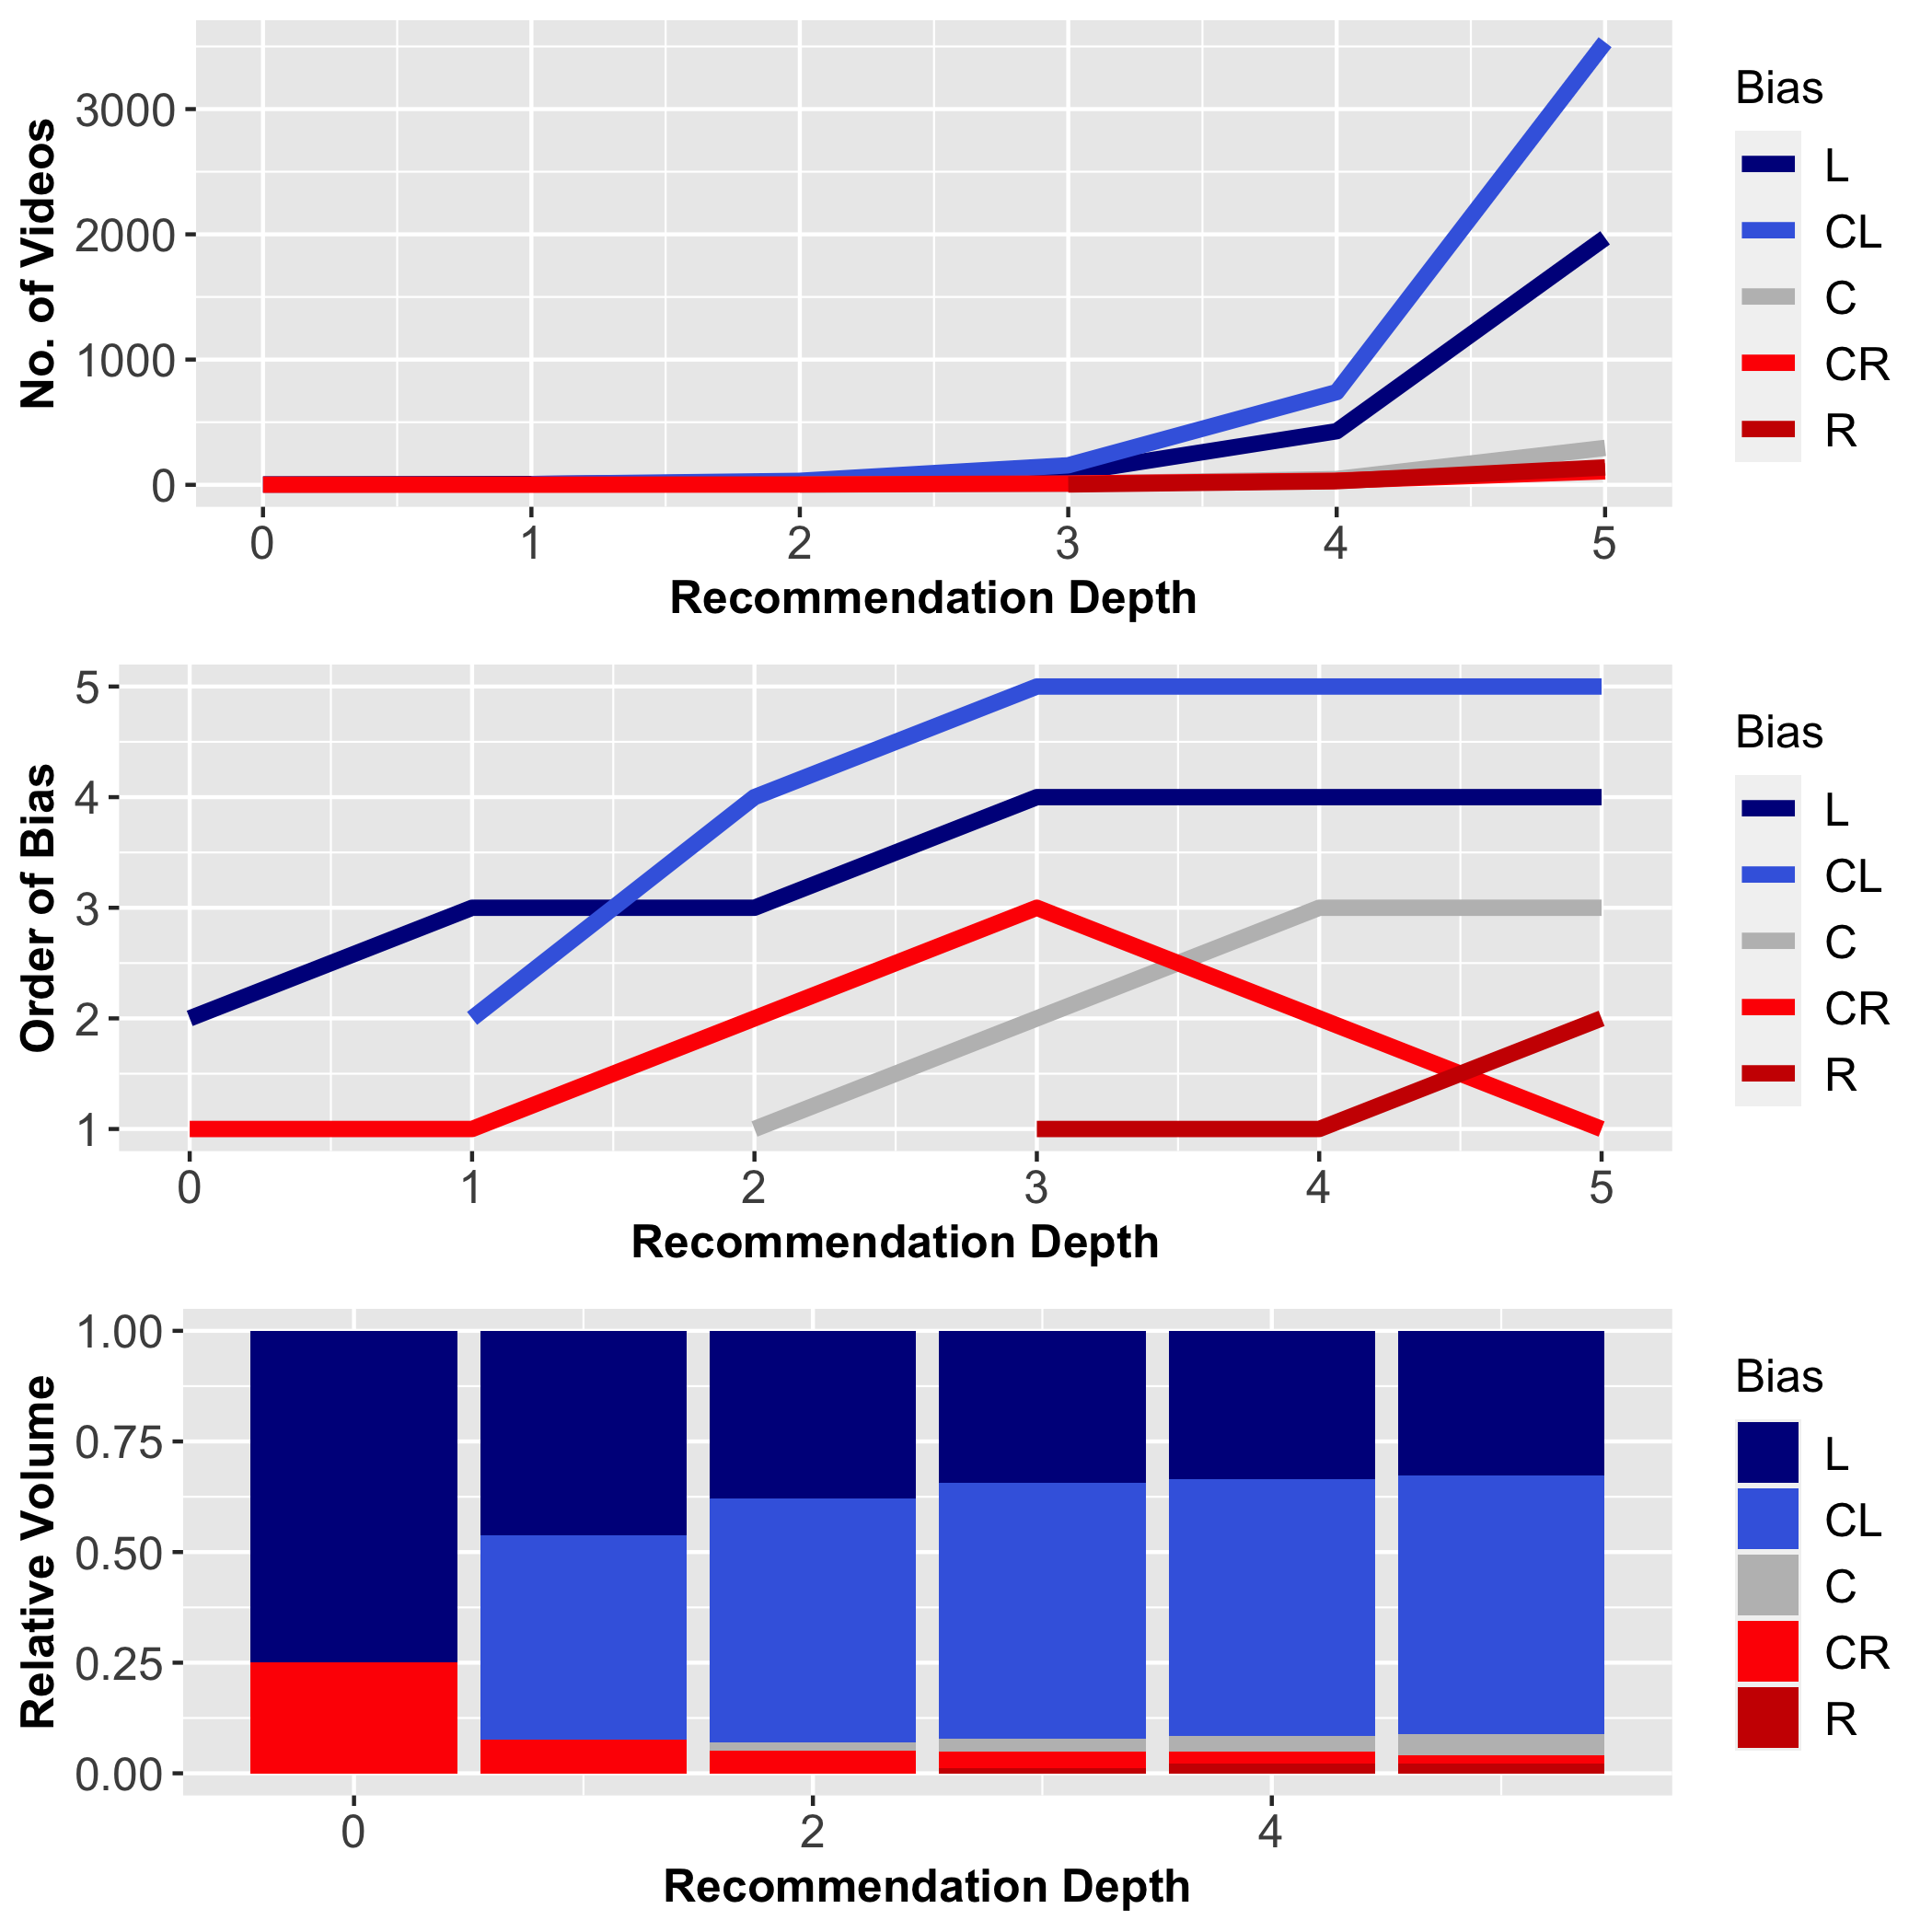 No. of Videos
3000
2000
1000
0
0 1 2 3 4 5
Recommendation Depth
Bias
L
CL
C
CR
R
Order of Bias
5
4
3
2
1
0 1 2 3 4 5
Recommendation Depth
Bias
L
CL
C
CR
R
Relative Volume
1.00
0.75
0.50
0.25
0.00
0 2 4
Recommendation Depth
Bias
L
CL
C
CR
R